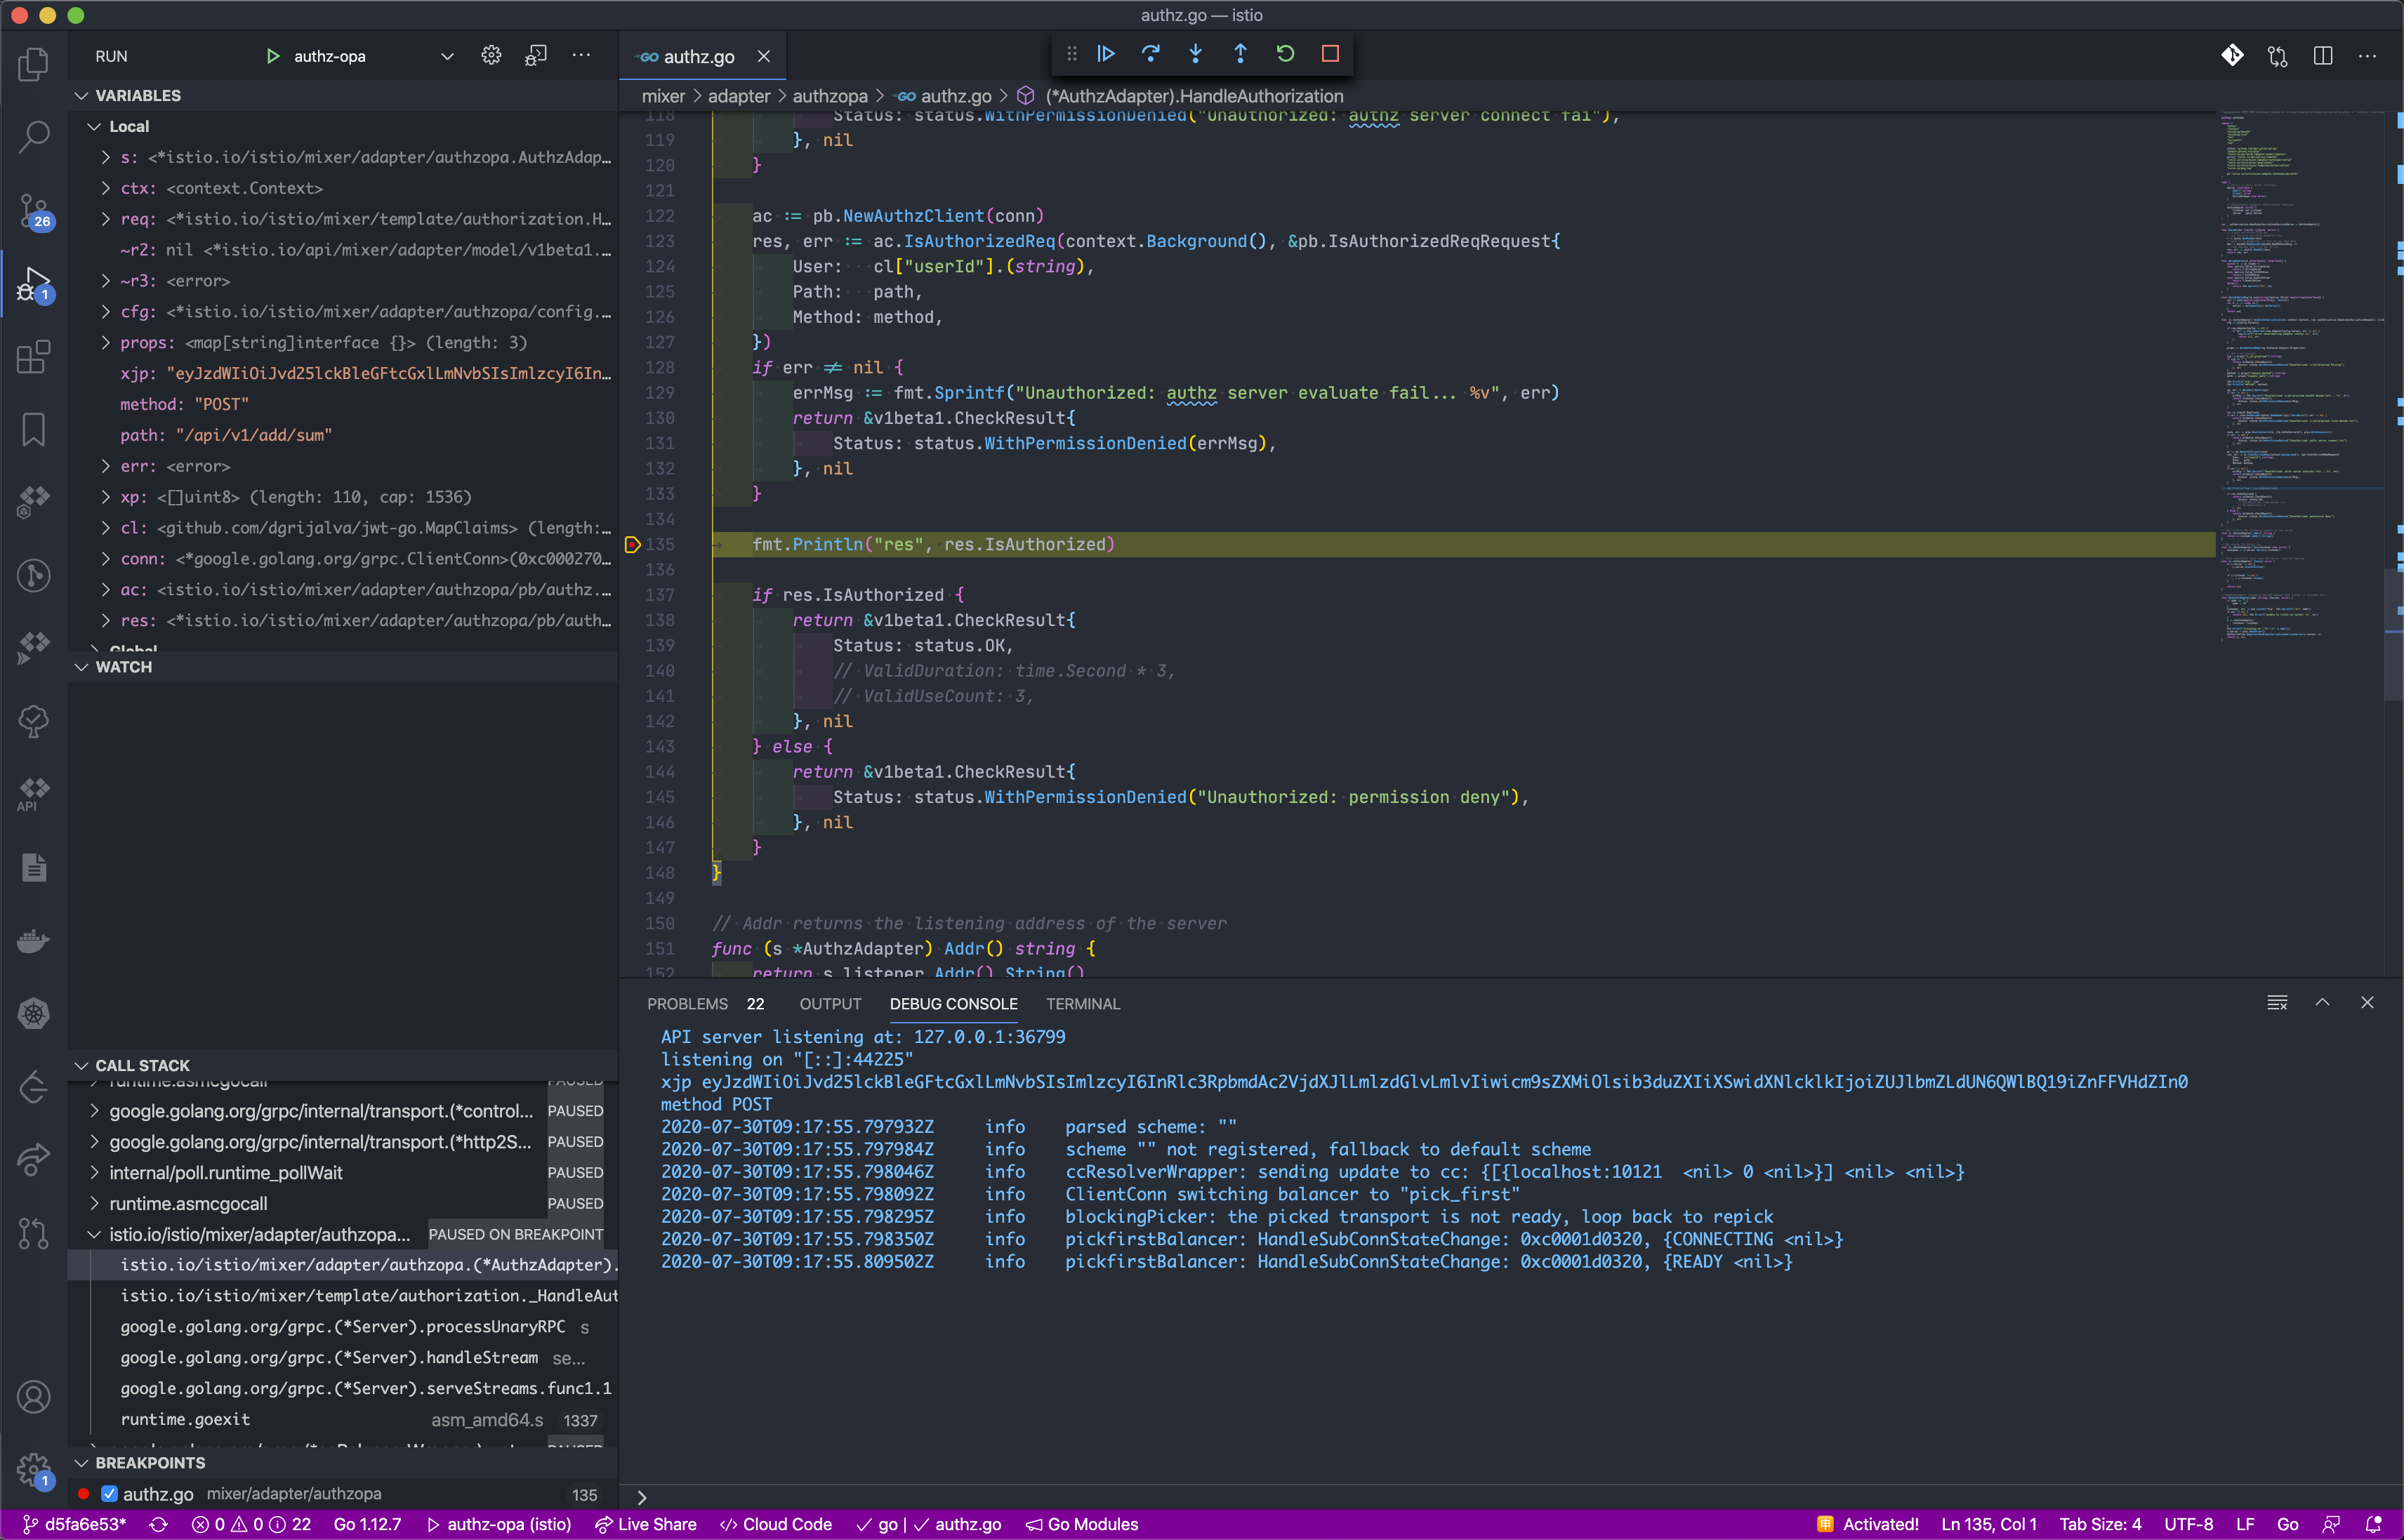 authz.go — istio
RUN
authz-opa
authz.go
mixer > adapter > authzopa > authz.go > (*AuthzAdapter).HandleAuthorization
VARIABLES
Local
s: <*istio.io/istio/mixer/adapter/authzopa.AuthzAdap...
ctx: <context.Context>
req: <*istio.io/istio/mixer/template/authorization.H...
~r2: nil <*istio.io/api/mixer/adapter/model/v1beta1....
~r3: <error>
cfg: <*istio.io/istio/mixer/adapter/authzopa/config....
props: <map[string]interface {}> (length: 3)
xjp: "eyJzdWIiOiJvd25lckBleGFtcGxlLmNvbSIsImlzcyI6In...
method: "POST"
path: "/api/v1/add/sum"
err: <error>
xp: <[]uint8> (length: 110, cap: 1536)
cl: <github.com/dgrijalva/jwt-go.MapClaims> (length:...
conn: <*google.golang.org/grpc.ClientConn>(0xc000270...
ac: <istio.io/istio/mixer/adapter/authzopa/pb/authz....
res: <*istio.io/istio/mixer/adapter/authzopa/pb/auth...
Global
WATCH
CALL STACK
runtime.asmcgocall PAUSED
google.golang.org/grpc/internal/transport.(*control... PAUSED
google.golang.org/grpc/internal/transport.(*http2S... PAUSED
internal/poll.runtime_pollWait PAUSED
runtime.asmcgocall PAUSED
istio.io/istio/mixer/adapter/authzopa... PAUSED ON BREAKPOINT
istio.io/istio/mixer/adapter/authzopa.(*AuthzAdapter).
istio.io/istio/mixer/template/authorization._HandleAut
google.golang.org/grpc.(*Server).processUnaryRPC s
google.golang.org/grpc.(*Server).handleStream se...
google.golang.org/grpc.(*Server).serveStreams.func1.1
runtime.goexit asm_amd64.s 1337
PAUSED
BREAKPOINTS
authz.go mixer/adapter/authzopa 135
26
1
API
1
118 Status: status.WithPermissionDenied("Unauthorized: authz server connect fai"),
119 }, nil
120 }
121
122 ac := pb.NewAuthzClient(conn)
123 res, err := ac.IsAuthorizedReq(context.Background(), &pb.IsAuthorizedReqRequest{
124 User: cl["userId"].(string),
125 Path: path,
126 Method: method,
127 })
128 if err ≠ nil {
129 errMsg := fmt.Sprintf("Unauthorized: authz server evaluate fail... %v", err)
130 return &v1beta1.CheckResult{
131 Status: status.WithPermissionDenied(errMsg),
132 }, nil
133 }
134
135 fmt.Println("res", res.IsAuthorized)
136
137 if res.IsAuthorized {
138 return &v1beta1.CheckResult{
139 Status: status.OK,
140 // ValidDuration: time.Second * 3,
141 // ValidUseCount: 3,
142 }, nil
143 } else {
144 return &v1beta1.CheckResult{
145 Status: status.WithPermissionDenied("Unauthorized: permission deny"),
146 }, nil
147 }
148 }
149
150 // Addr returns the listening address of the server
151 func (s *AuthzAdapter) Addr() string {
152 return s.listener.Addr().String()
PROBLEMS 22 OUTPUT DEBUG CONSOLE TERMINAL
API server listening at: 127.0.0.1:36799
listening on "[::]:44225"
xjp eyJzdWIiOiJvd25lckBleGFtcGxlLmNvbSIsImlzcyI6InRlc3RpbmdAc2VjdXJlLmlzdGlvLmlvIiwicm9sZXMiOlsib3duZXIiXSwidXNlcklkIjoiZUJlbmZLdUN6QWlBQ19iZnFFVHdZIn0
method POST
2020-07-30T09:17:55.797932Z info parsed scheme: ""
2020-07-30T09:17:55.797984Z info scheme "" not registered, fallback to default scheme
2020-07-30T09:17:55.798046Z info ccResolverWrapper: sending update to cc: {[{localhost:10121 <nil> 0 <nil>}] <nil> <nil>}
2020-07-30T09:17:55.798092Z info ClientConn switching balancer to "pick_first"
2020-07-30T09:17:55.798295Z info blockingPicker: the picked transport is not ready, loop back to repick
2020-07-30T09:17:55.798350Z info pickfirstBalancer: HandleSubConnStateChange: 0xc0001d0320, {CONNECTING <nil>}
2020-07-30T09:17:55.809502Z info pickfirstBalancer: HandleSubConnStateChange: 0xc0001d0320, {READY <nil>}
d5fa6e53* 0 0 22 Go 1.12.7 authz-opa (istio) Live Share Cloud Code go | authz.go Go Modules Activated! Ln 135, Col 1 Tab Size: 4 UTF-8 LF Go